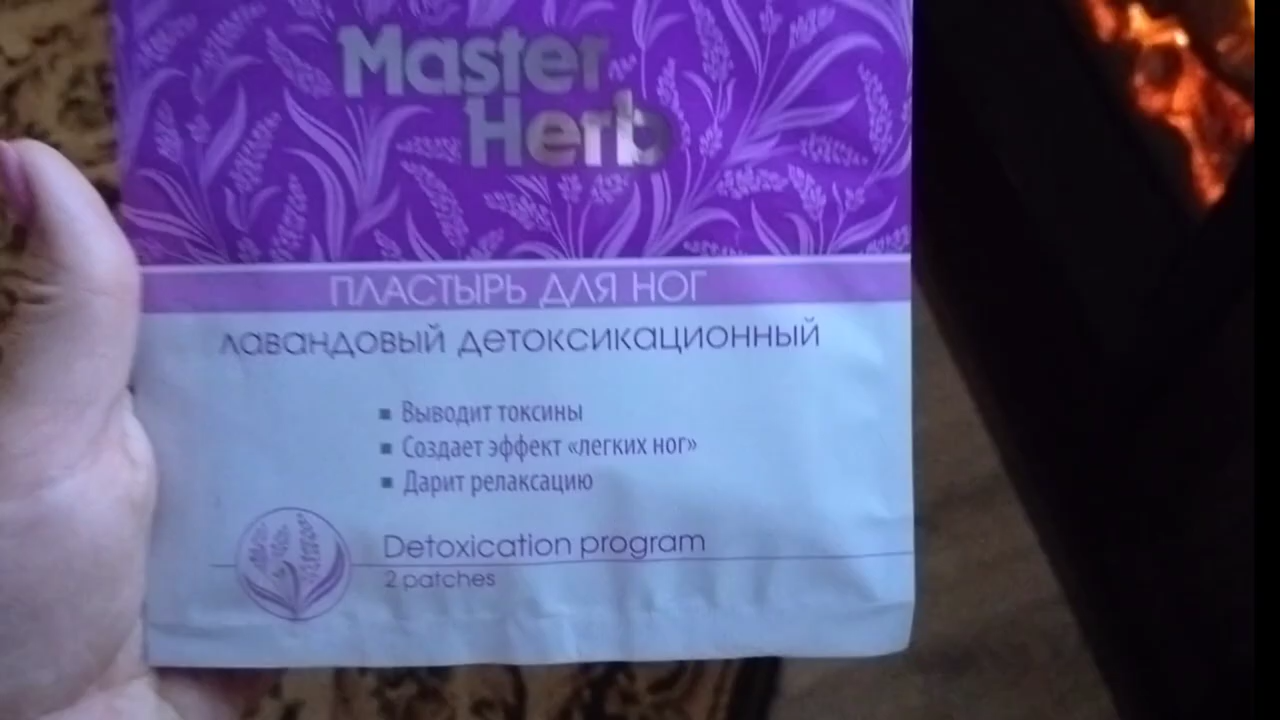 Master
Herb
ПЛАСТЫРЬ ДЛЯ НОГ
лавандовый детоксикационный
▪ Выводит токсины
▪ Создает эффект «легких ног»
▪ Дарит релаксацию
Detoxication program
2 patches